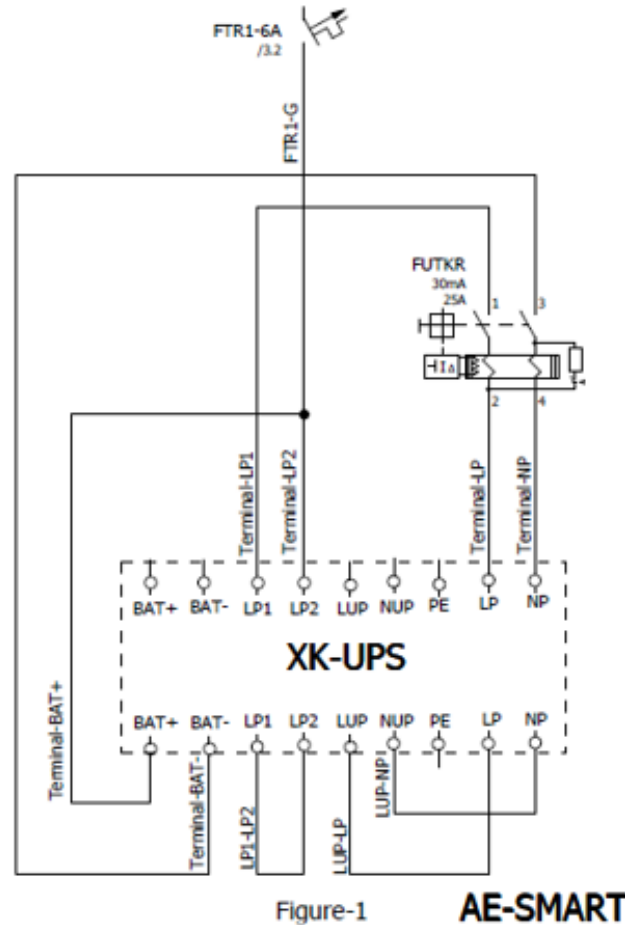 FTR1-6A
/3.2
FTR1-G
FUTKR
30mA
25A
1
3
2
4
Terminal-LP1
Terminal-LP2
Terminal-LP
Terminal-NP
BAT+ BAT- LP1 LP2 LUP NUP PE LP NP
XK-UPS
BAT+ BAT- LP1 LP2 LUP NUP PE LP NP
Terminal-BAT+
Terminal-BAT-
LP1-LP2
LUP-LP
LUP-NP
Figure-1
AE-SMART